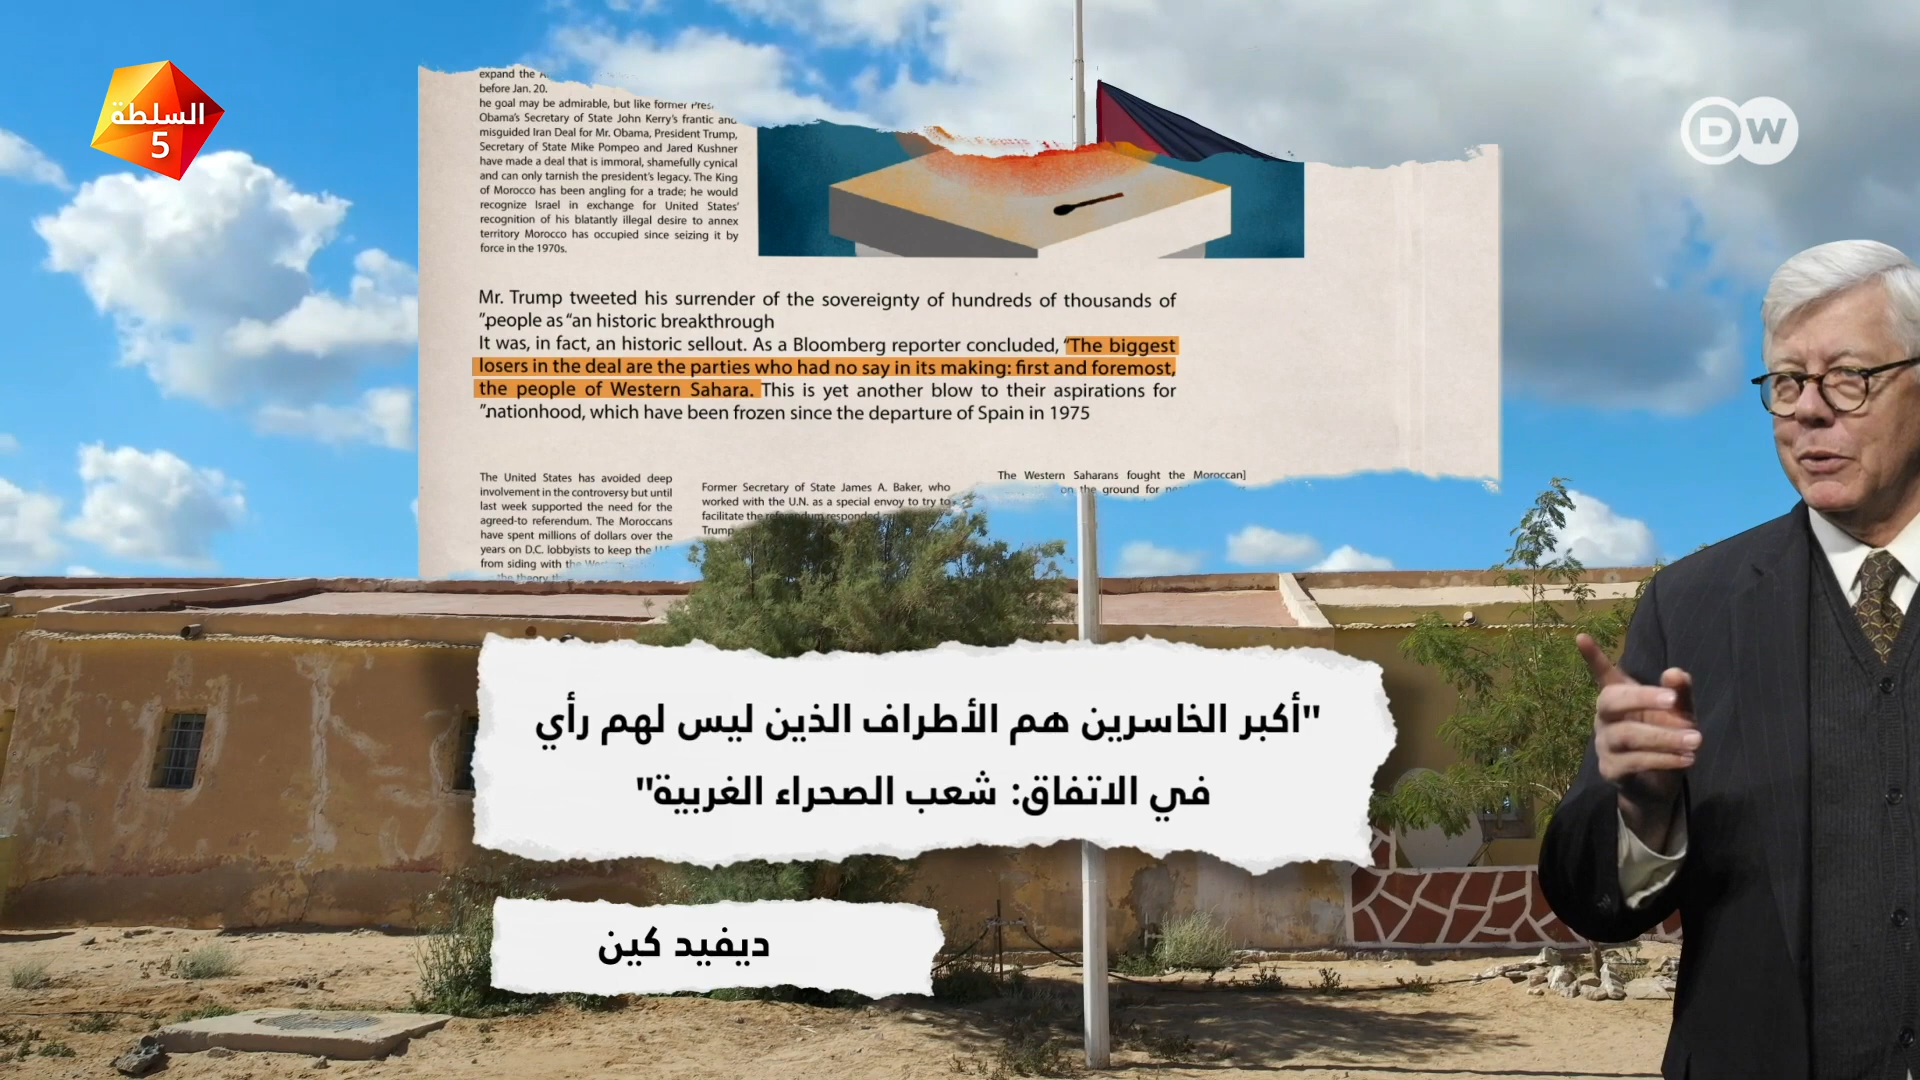 السلطة
5
DW
expand the
before Jan. 20.
he goal may be admirable, but like former Pres
Obama's Secretary of State John Kerry's frantic and
misguided Iran Deal for Mr. Obama, President Trump,
Secretary of State Mike Pompeo and Jared Kushner
have made a deal that is immoral, shamefully cynical
and can only tarnish the president's legacy. The King
of Morocco has been angling for a trade; he would
recognize Israel in exchange for United States'
recognition of his blatantly illegal desire to annex
territory Morocco has occupied since seizing it by
force in the 1970s.
Mr. Trump tweeted his surrender of the sovereignty of hundreds of thousands of
".people as "an historic breakthrough
It was, in fact, an historic sellout. As a Bloomberg reporter concluded, "The biggest
losers in the deal are the parties who had no say in its making: first and foremost,
the people of Western Sahara. This is yet another blow to their aspirations for
".nationhood, which have been frozen since the departure of Spain in 1975
The United States has avoided deep
involvement in the controversy but until
last week supported the need for the
agreed-to referendum. The Moroccans
have spent millions of dollars over the
years on D.C. lobbyists to keep the U.S
from siding with the Western
the theory
Former Secretary of State James A. Baker, who
worked with the U.N. as a special envoy to try to
facilitate the referendum responded
Trump
The Western Saharans fought the Moroccan]
on the ground for
"أكبر الخاسرين هم الأطراف الذين ليس لهم رأي
في الاتفاق: شعب الصحراء الغربية"
ديفيد كين